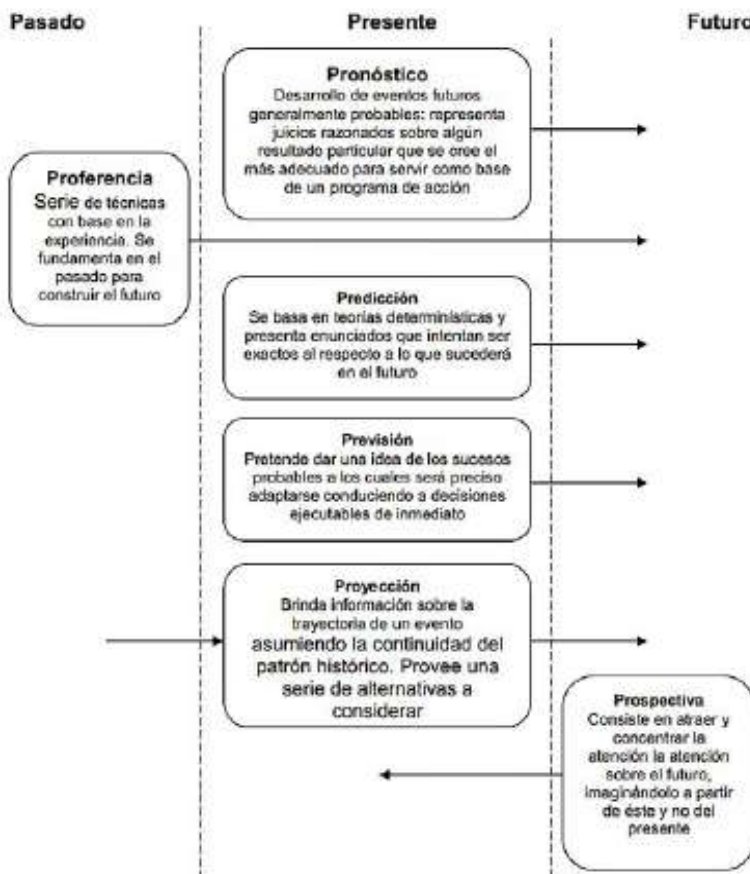 Pasado Presente Futuro
Pronóstico
Desarrollo de eventos futuros
generalmente probables: representa
juicios razonados sobre algún
resultado particular que se cree el
más adecuado para servir como base
de un programa de acción
Proferencia
Serie de técnicas
con base en la
experiencia. Se
fundamenta en el
pasado para
construir el futuro
Predicción
Se basa en teorías determinísticas y
presenta enunciados que intentan ser
exactos al respecto a lo que sucederá
en el futuro
Previsión
Pretende dar una idea de los sucesos
probables a los cuales será preciso
adaptarse conduciendo a decisiones
ejecutables de inmediato
Proyección
Brinda información sobre la
trayectoria de un evento
asumiendo la continuidad del
patrón histórico. Provee una
serie de alternativas a
considerar
Prospectiva
Consiste en atraer y
concentrar la
atención la atención
sobre el futuro,
imaginándolo a partir
de éste y no del
presente